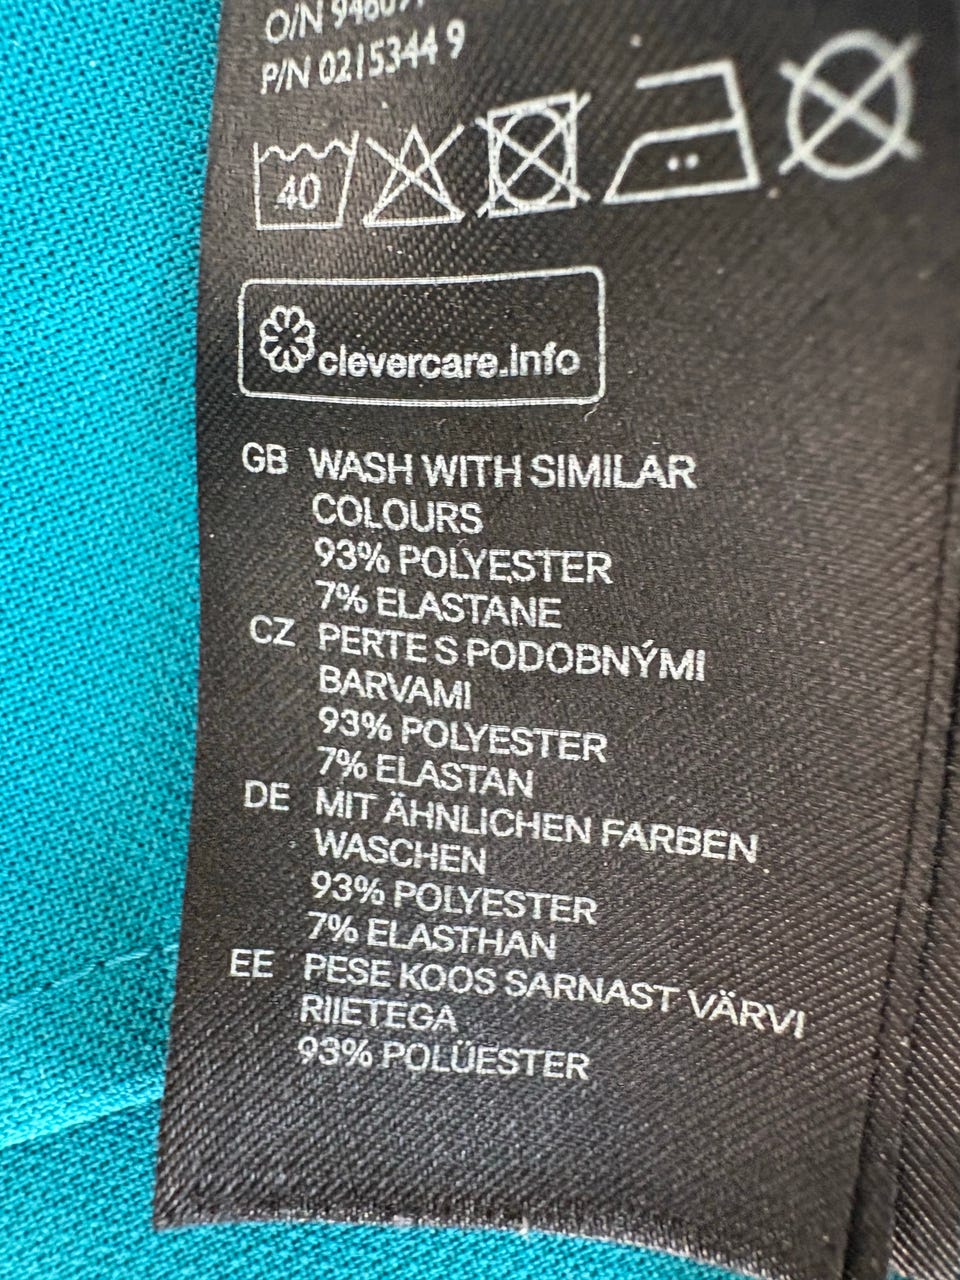 O/N
P/N 0215344 9
40
clevercare.info
GB WASH WITH SIMILAR
COLOURS
93% POLYESTER
7% ELASTANE
CZ PERTE S PODOBNÝMI
BARVAMI
93% POLYESTER
7% ELASTAN
DE MIT ÄHNLICHEN FARBEN
WASCHEN
93% POLYESTER
7% ELASTHAN
EE PESE KOOS SARNAST VÄRVI
RIIETEGA
93% POLÜESTER